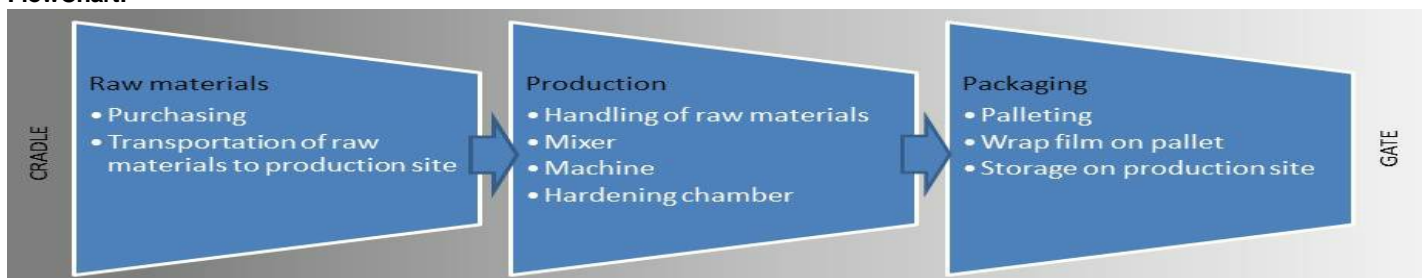 CRADLE
Raw materials
• Purchasing
• Transportation of raw
materials to production site
Production
• Handling of raw materials
• Mixer
• Machine
• Hardening chamber
Packaging
• Palleting
• Wrap film on pallet
• Storage on production site
GATE